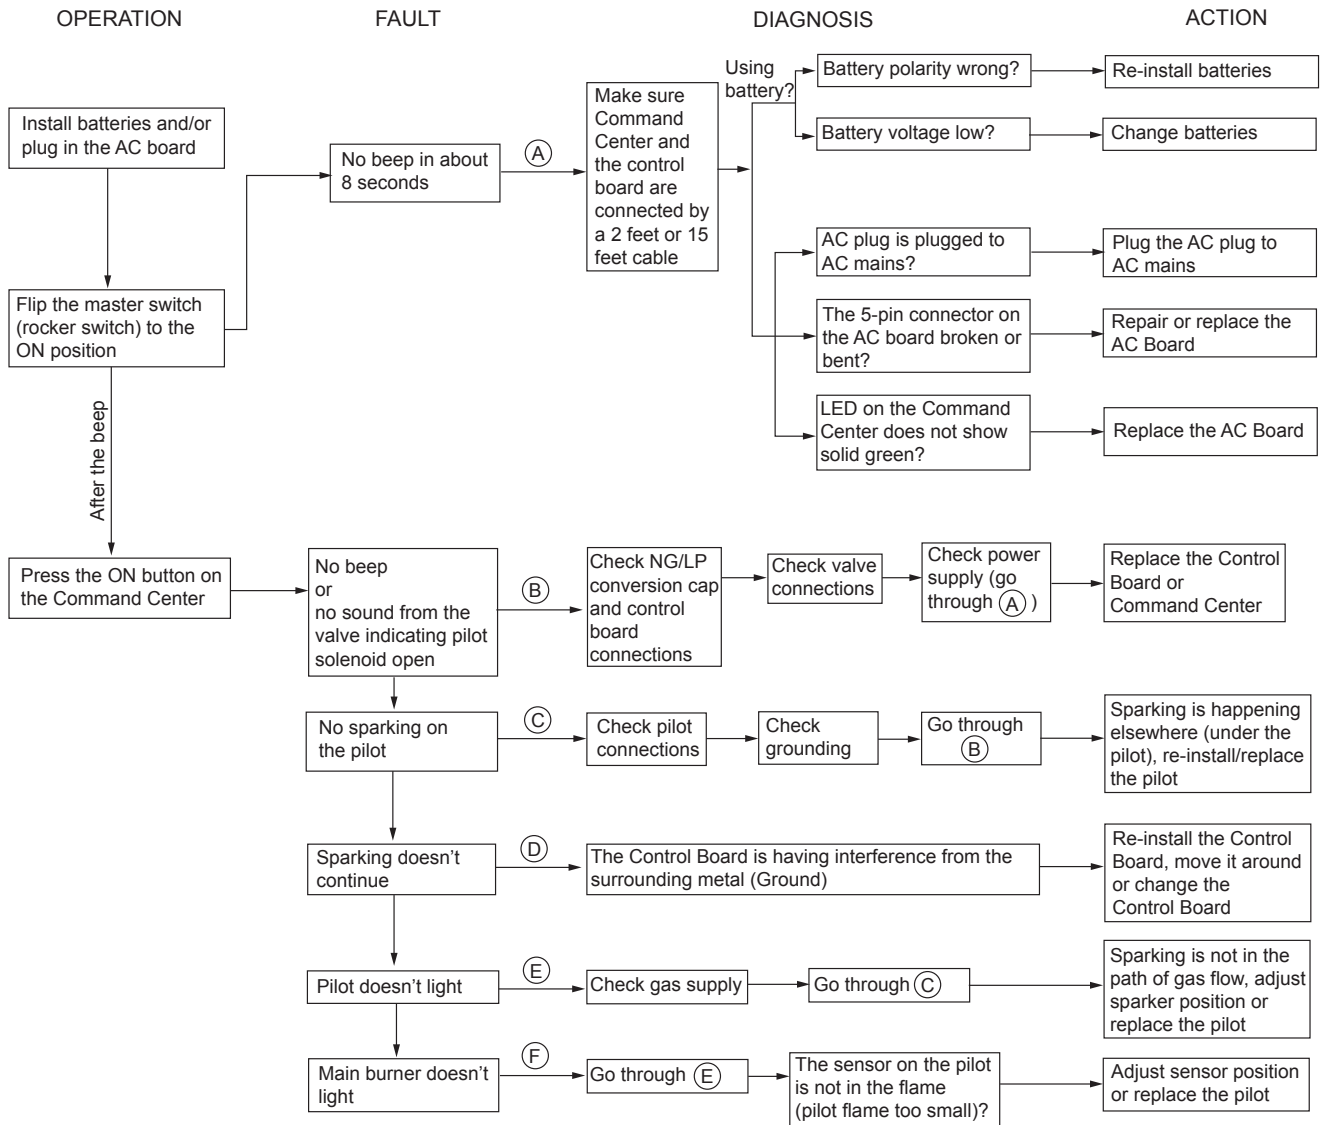 OPERATION
FAULT
DIAGNOSIS
ACTION
Install batteries and/or
plug in the AC board
Flip the master switch
(rocker switch) to the
ON position
No beep in about
8 seconds
A
Make sure
Command
Center and
the control
board are
connected by
a 2 feet or 15
feet cable
Using
battery?
Battery polarity wrong?
Re-install batteries
Battery voltage low?
Change batteries
AC plug is plugged to
AC mains?
Plug the AC plug to
AC mains
The 5-pin connector on
the AC board broken or
bent?
Repair or replace the
AC Board
LED on the Command
Center does not show
solid green?
Replace the AC Board
After the beep
Press the ON button on
the Command Center
No beep
or
no sound from the
valve indicating pilot
solenoid open
B
Check NG/LP
conversion cap
and control
board
connections
Check valve
connections
Check power
supply (go
through A )
Replace the Control
Board or
Command Center
No sparking on
the pilot
C
Check pilot
connections
Check
grounding
Go through
B
Sparking is happening
elsewhere (under the
pilot), re-install/replace
the pilot
Sparking doesn't
continue
D
The Control Board is having interference from the
surrounding metal (Ground)
Re-install the Control
Board, move it around
or change the
Control Board
Pilot doesn't light
E
Check gas supply
Go through C
Sparking is not in the
path of gas flow, adjust
sparker position or
replace the pilot
Main burner doesn't
light
F
Go through E
The sensor on the pilot
is not in the flame
(pilot flame too small)?
Adjust sensor position
or replace the pilot